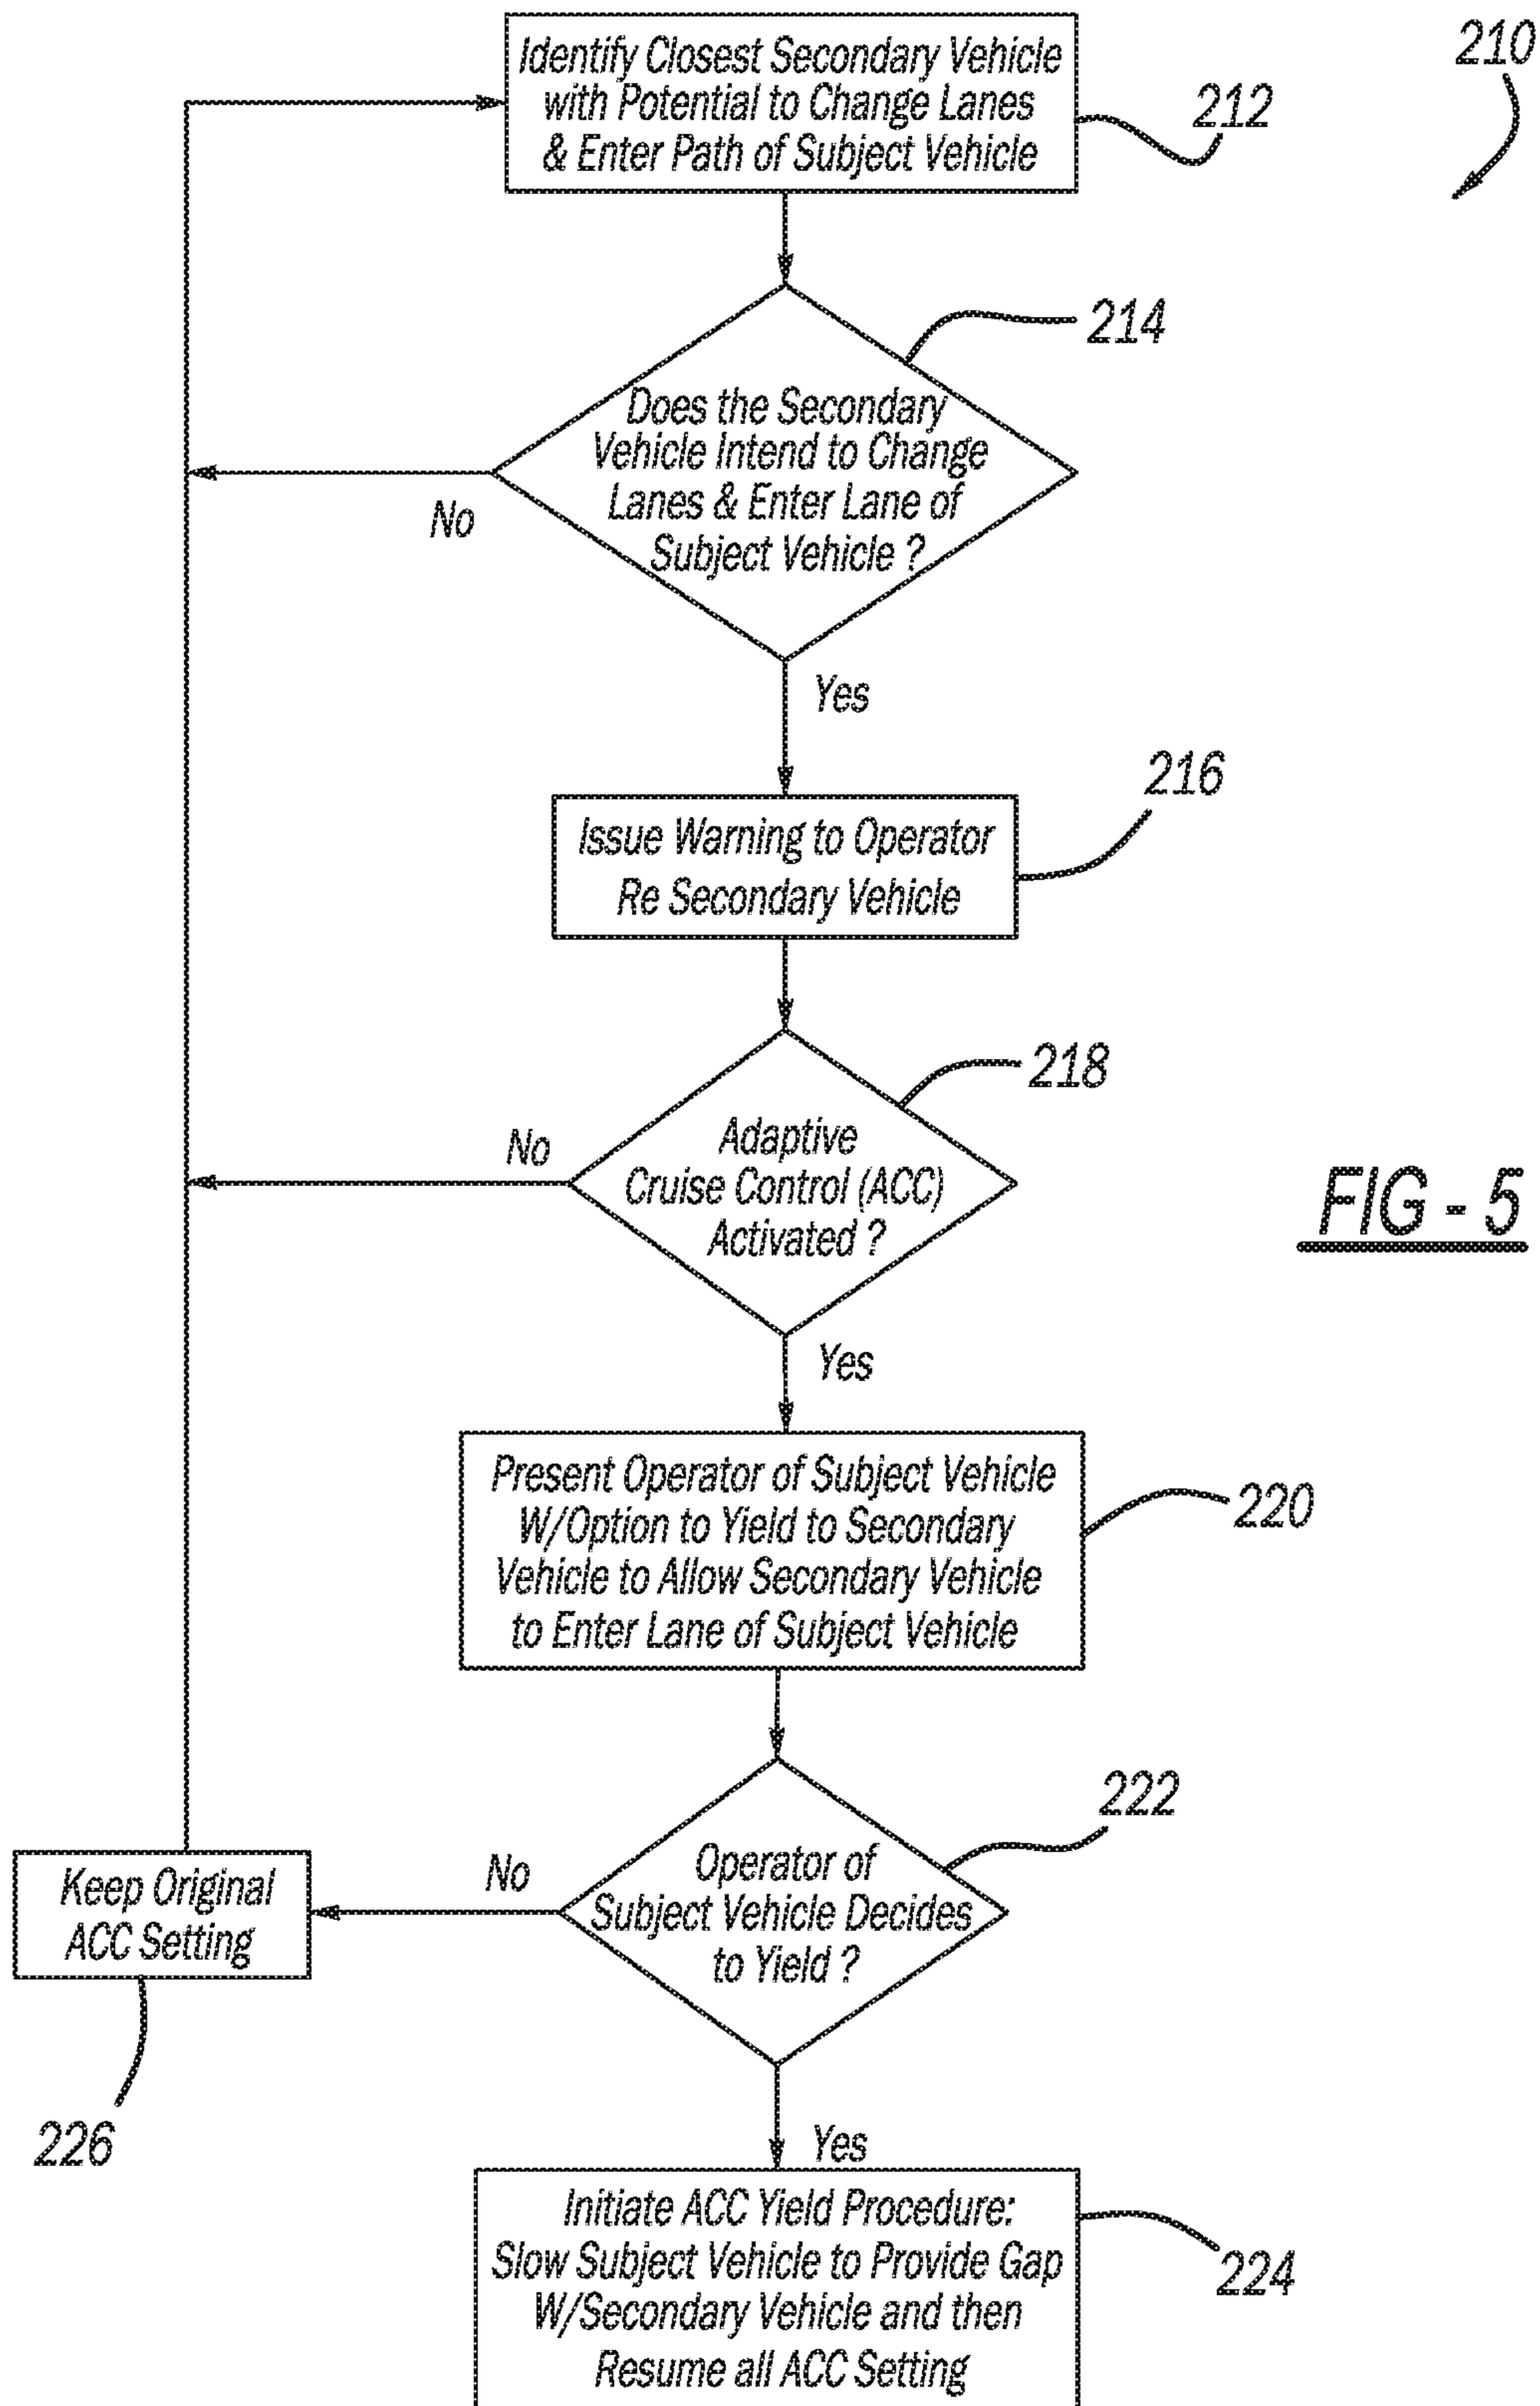 210
Identify Closest Secondary Vehicle
with Potential to Change Lanes
& Enter Path of Subject Vehicle
212
214
Does the Secondary
Vehicle Intend to Change
Lanes & Enter Lane of
Subject Vehicle ?
No
Yes
216
Issue Warning to Operator
Re Secondary Vehicle
218
No
Adaptive
Cruise Control (ACC)
Activated ?
FIG - 5
Yes
Present Operator of Subject Vehicle
W/Option to Yield to Secondary
Vehicle to Allow Secondary Vehicle
to Enter Lane of Subject Vehicle
220
222
Operator of
Subject Vehicle Decides
to Yield ?
No
Keep Original
ACC Setting
226
Yes
Initiate ACC Yield Procedure:
Slow Subject Vehicle to Provide Gap
W/Secondary Vehicle and then
Resume all ACC Setting
224